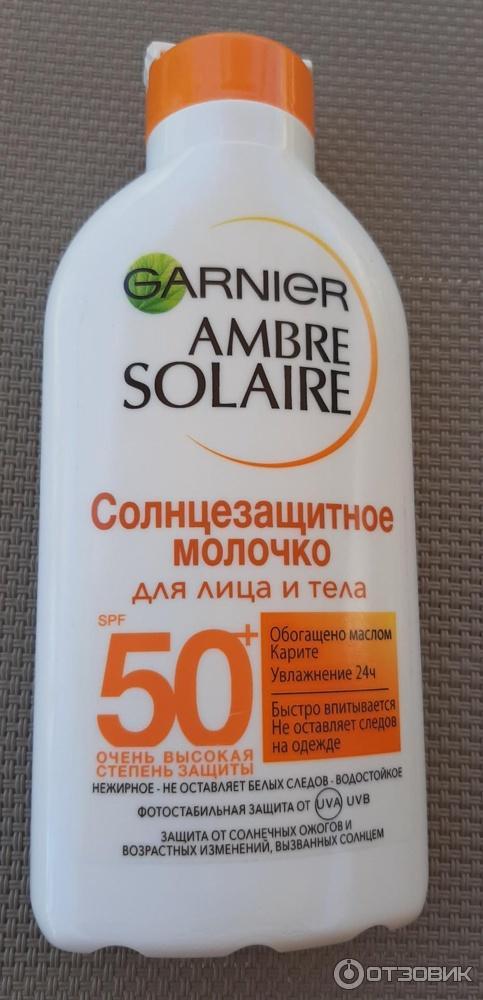 GARNIER
AMBRE
SOLAIRE
Солнцезащитное
молочко
для лица и тела
SPF
50+
ОЧЕНЬ ВЫСОКАЯ
СТЕПЕНЬ ЗАЩИТЫ
Обогащено маслом
Карите
Увлажнение 24ч
Быстро впитывается
Не оставляет следов
на одежде
НЕЖИРНОЕ - НЕ ОСТАВЛЯЕТ БЕЛЫХ СЛЕДОВ - ВОДОСТОЙКОЕ
ФОТОСТАБИЛЬНАЯ ЗАЩИТА ОТ UVA UVB
ЗАЩИТА ОТ СОЛНЕЧНЫХ ОЖОГОВ И
ВОЗРАСТНЫХ ИЗМЕНЕНИЙ, ВЫЗВАННЫХ СОЛНЦЕМ
ОТЗОВИК